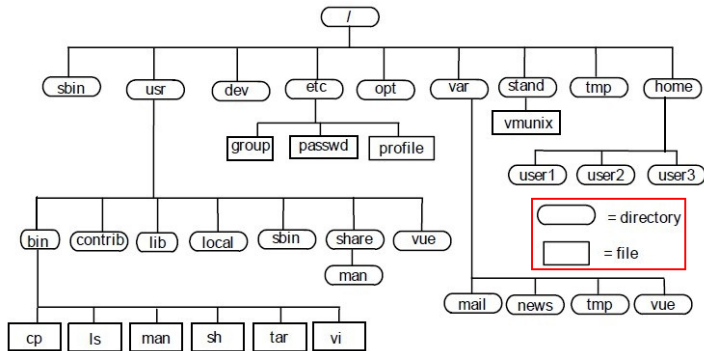 /
sbin usr dev etc opt var stand tmp home
group passwd profile vmunix
user1 user2 user3
= directory
= file
bin contrib lib local sbin share vue
man
mail news tmp vue
cp ls man sh tar vi